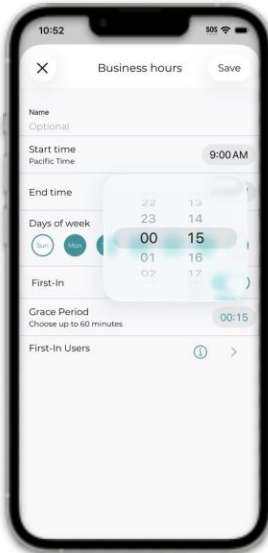 10:52
SOS
Business hours
Save
Name
Optional
Start time
Pacific Time
9:00 AM
End time
22 13
23 14
Days of week
00 15
Sun Mon
01 16
02 17
First-In
Grace Period
Choose up to 60 minutes
00:15
First-In Users